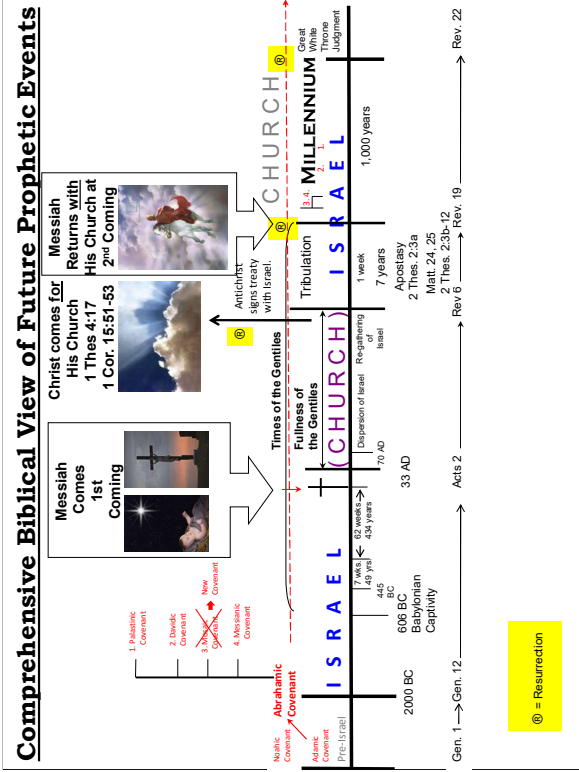 Comprehensive Biblical View of Future Prophetic Events
Messiah
Comes
1st
Coming
Christ comes for
His Church
1 Thes 4:17
1 Cor. 15:51-53
Messiah
Returns with
His Church at
2nd Coming
1. Palastinic
Covenant
2. Davidic
Covenant
3. Mosaic
Covenant
New
Covenant
4. Messianic
Covenant
Noahic
Covenant
Adamic
Covenant
Abrahamic
Covenant
Times of the Gentiles
Fullness of
the Gentiles
®
Antichrist
signs treaty
with Israel.
®
CHURCH
®
Tribulation
3.4.
MILLENNIUM
2. 1.
Great
White
Throne
Judgment
Pre-Israel
ISRAEL
(CHURCH)
ISRAEL
2000 BC
606 BC
Babylonian
Captivity
445
BC
7 wks.
49 yrs
62 weeks
434 years
33 AD
70 AD
Dispersion of Israel
Re-gathering of
Israel
1 week
7 years
1,000 years
Apostasy
2 Thes. 2:3a
Matt. 24, 25
2 Thes. 2:3b-12
Gen. 1
Gen. 12
Acts 2
Rev 6
Rev. 19
Rev. 22
® = Resurrection